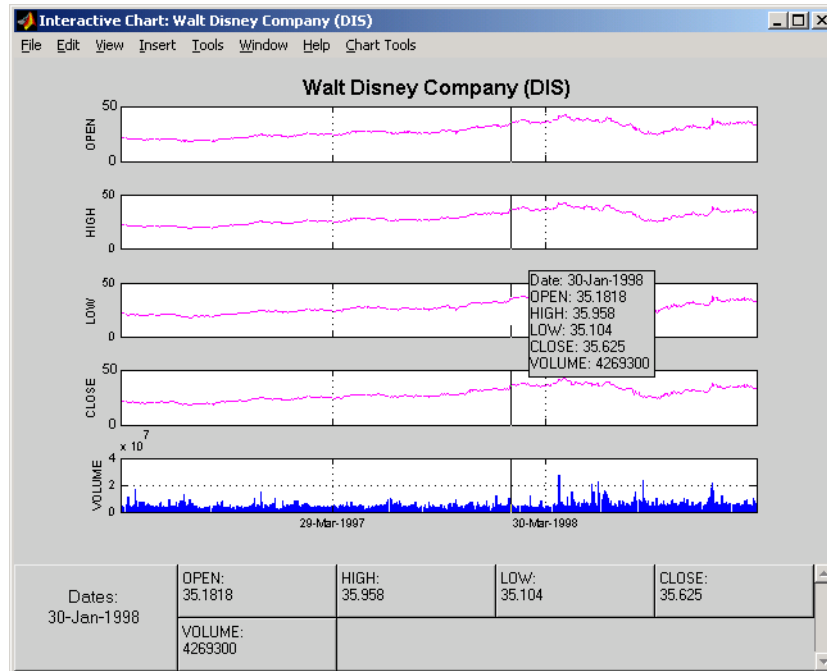 Interactive Chart: Walt Disney Company (DIS)
File Edit View Insert Tools Window Help Chart Tools
Walt Disney Company (DIS)
50
OPEN
0
50
HIGH
0
50
LOW
0
Date: 30-Jan-1998
OPEN: 35.1818
HIGH: 35.958
LOW: 35.104
CLOSE: 35.625
VOLUME: 4269300
50
CLOSE
0
x 10^7
4
VOLUME
2
0
29-Mar-1997 30-Mar-1998
Dates:
30-Jan-1998
OPEN:
35.1818
HIGH:
35.958
LOW:
35.104
CLOSE:
35.625
VOLUME:
4269300